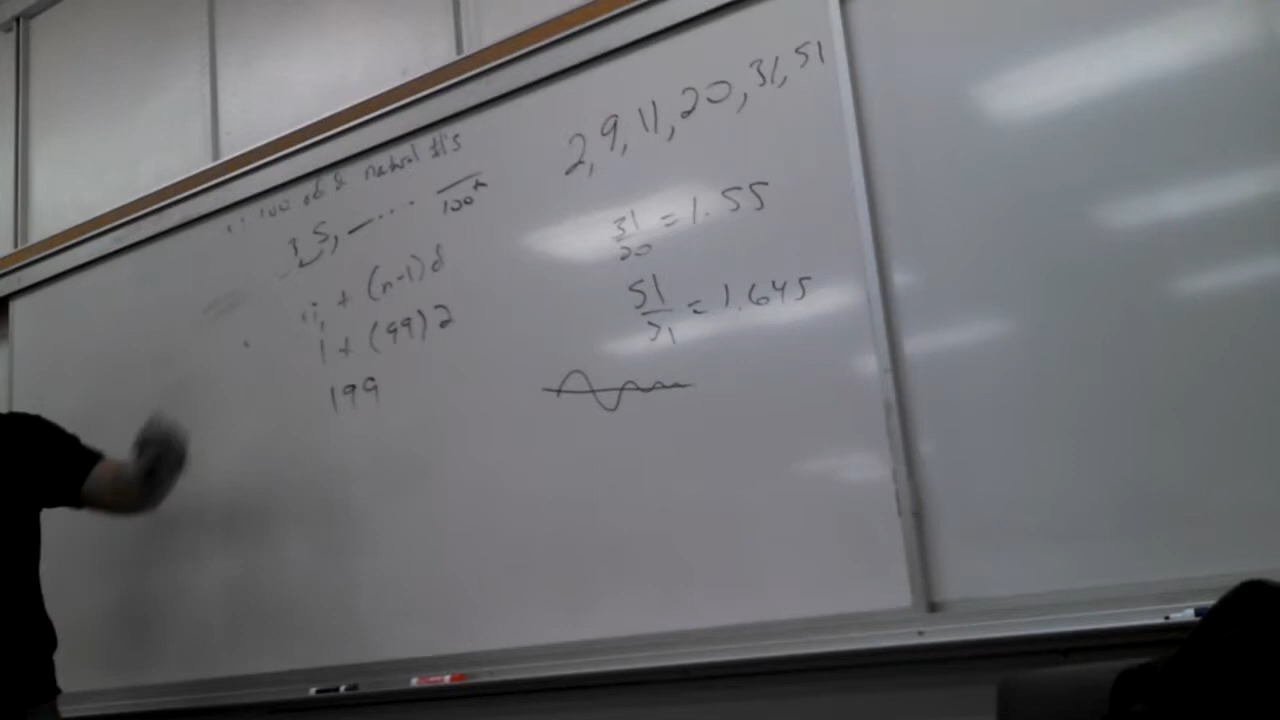 100 odd natural #'s
3, 5, — ....
100th
+ (n-1)d
1 + (99)2
199
2, 9, 11, 20, 31, 51
31/20 = 1.55
51/31 = 1.645